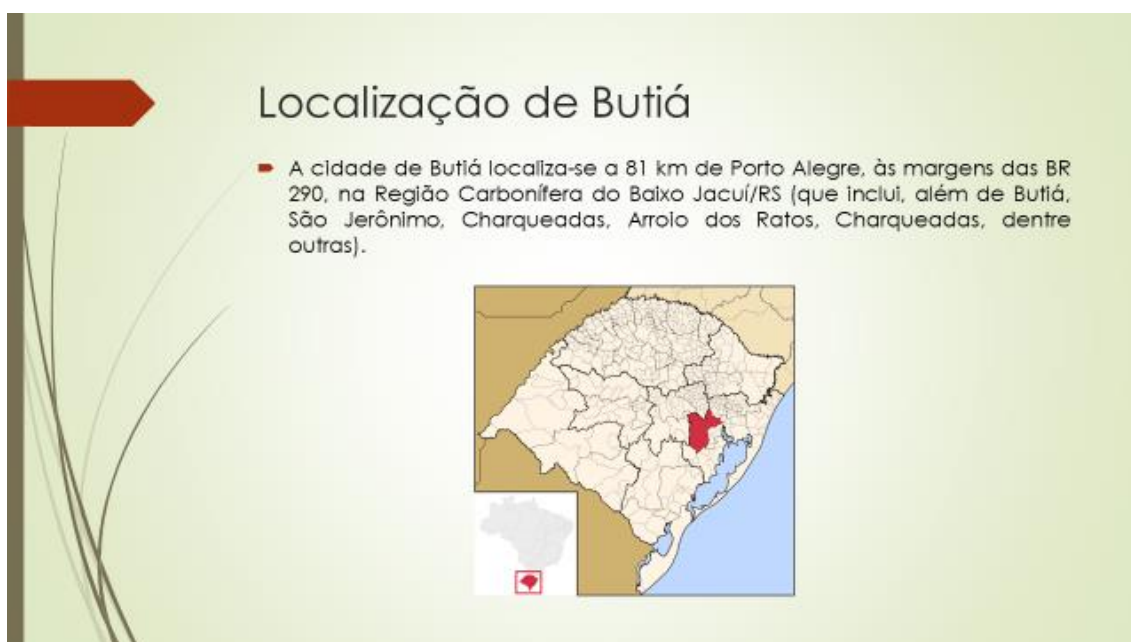 Localização de Butiá
A cidade de Butiá localiza-se a 81 km de Porto Alegre, às margens das BR
290, na Região Carbonífera do Baixo Jacuí/RS (que inclui, além de Butiá,
São Jerônimo, Charqueadas, Arroio dos Ratos, Charqueadas, dentre
outras).